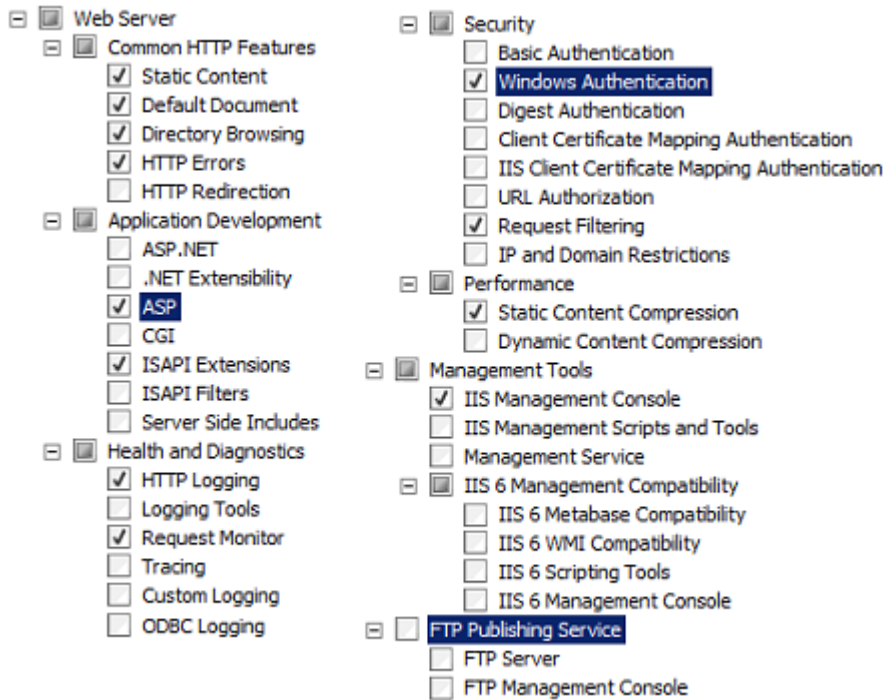 Web Server
Common HTTP Features
Static Content
Default Document
Directory Browsing
HTTP Errors
HTTP Redirection
Application Development
ASP.NET
.NET Extensibility
ASP
CGI
ISAPI Extensions
ISAPI Filters
Server Side Includes
Health and Diagnostics
HTTP Logging
Logging Tools
Request Monitor
Tracing
Custom Logging
ODBC Logging
Security
Basic Authentication
Windows Authentication
Digest Authentication
Client Certificate Mapping Authentication
IIS Client Certificate Mapping Authentication
URL Authorization
Request Filtering
IP and Domain Restrictions
Performance
Static Content Compression
Dynamic Content Compression
Management Tools
IIS Management Console
IIS Management Scripts and Tools
Management Service
IIS 6 Management Compatibility
IIS 6 Metabase Compatibility
IIS 6 WMI Compatibility
IIS 6 Scripting Tools
IIS 6 Management Console
FTP Publishing Service
FTP Server
FTP Management Console